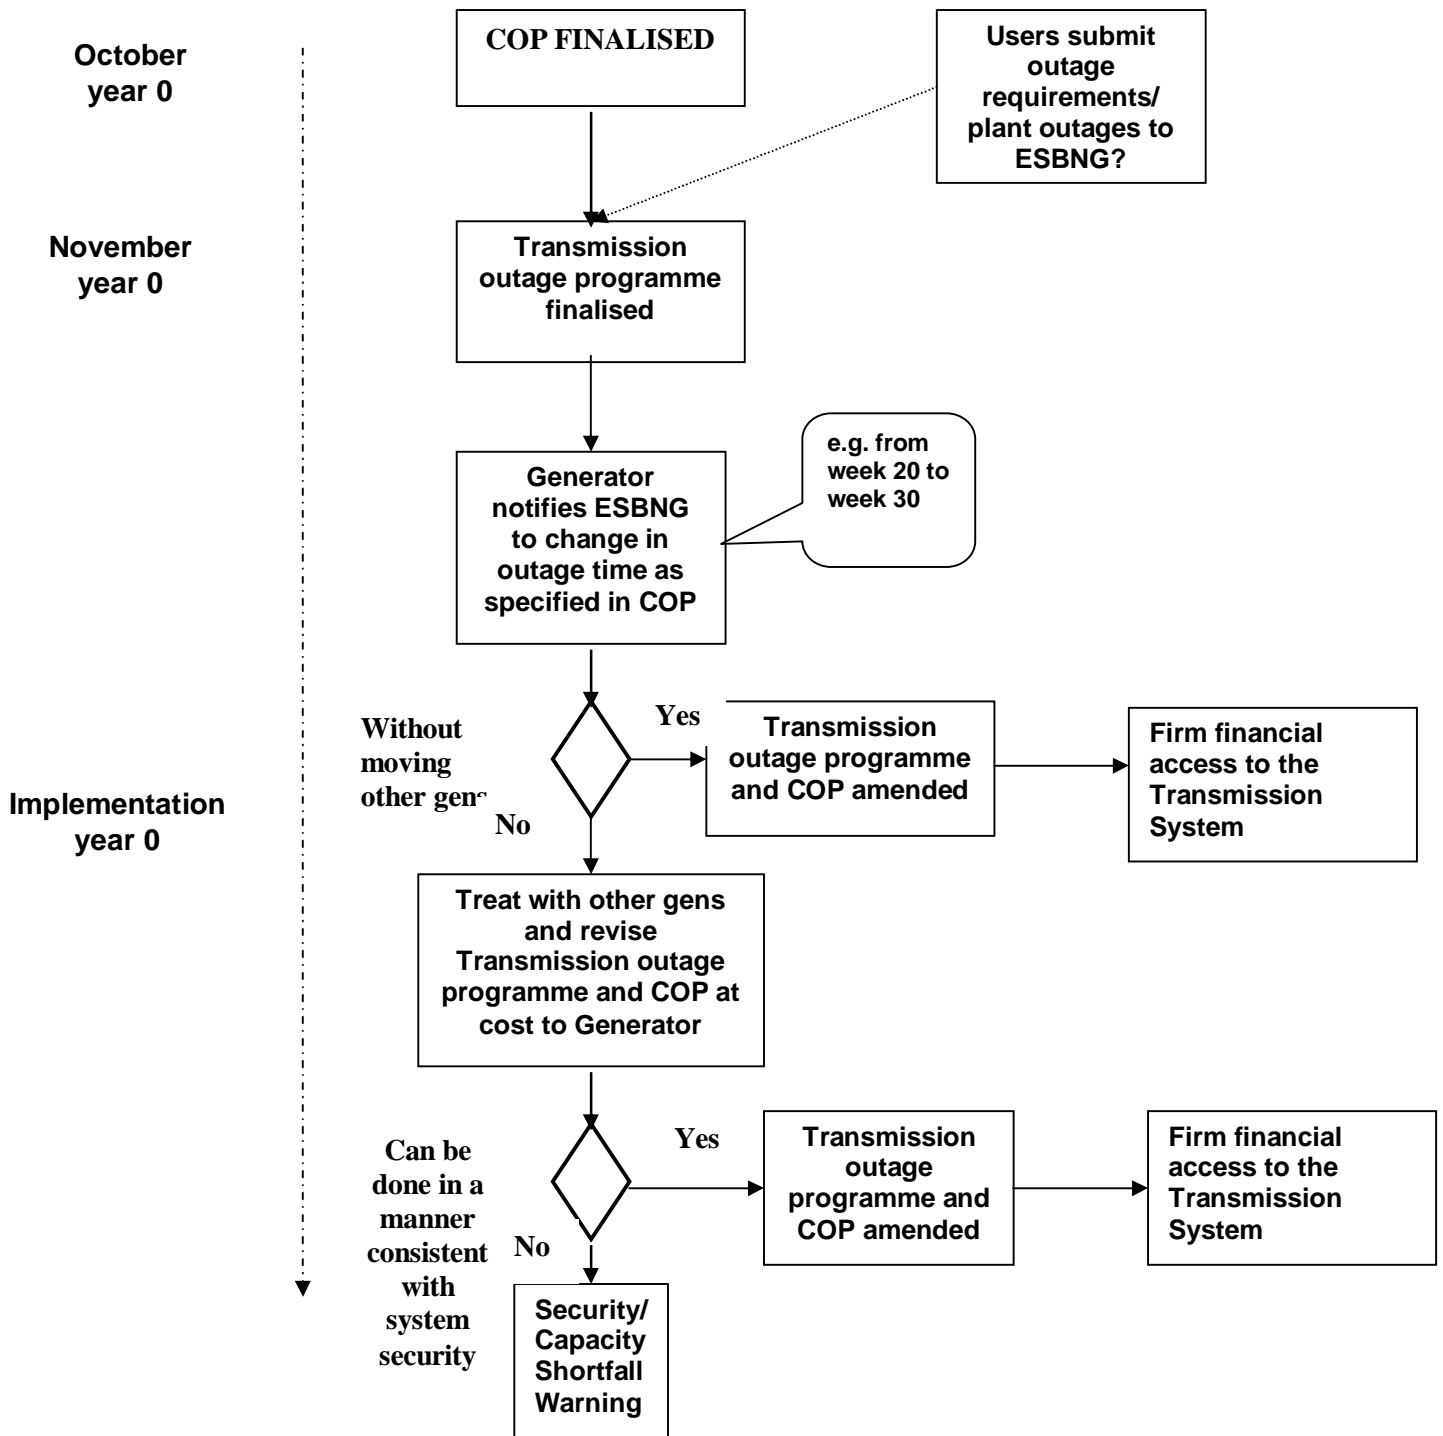 October
year 0
COP FINALISED
Users submit
outage
requirements/
plant outages to
ESBNG?
November
year 0
Transmission
outage programme
finalised
Generator
notifies ESBNG
to change in
outage time as
specified in COP
e.g. from
week 20 to
week 30
Implementation
year 0
Without
moving
other gens
Yes
No
Transmission
outage programme
and COP amended
Firm financial
access to the
Transmission
System
Treat with other gens
and revise
Transmission outage
programme and COP at
cost to Generator
Can be
done in a
manner
consistent
with
system
security
Yes
No
Transmission
outage
programme and
COP amended
Firm financial
access to the
Transmission
System
Security/
Capacity
Shortfall
Warning